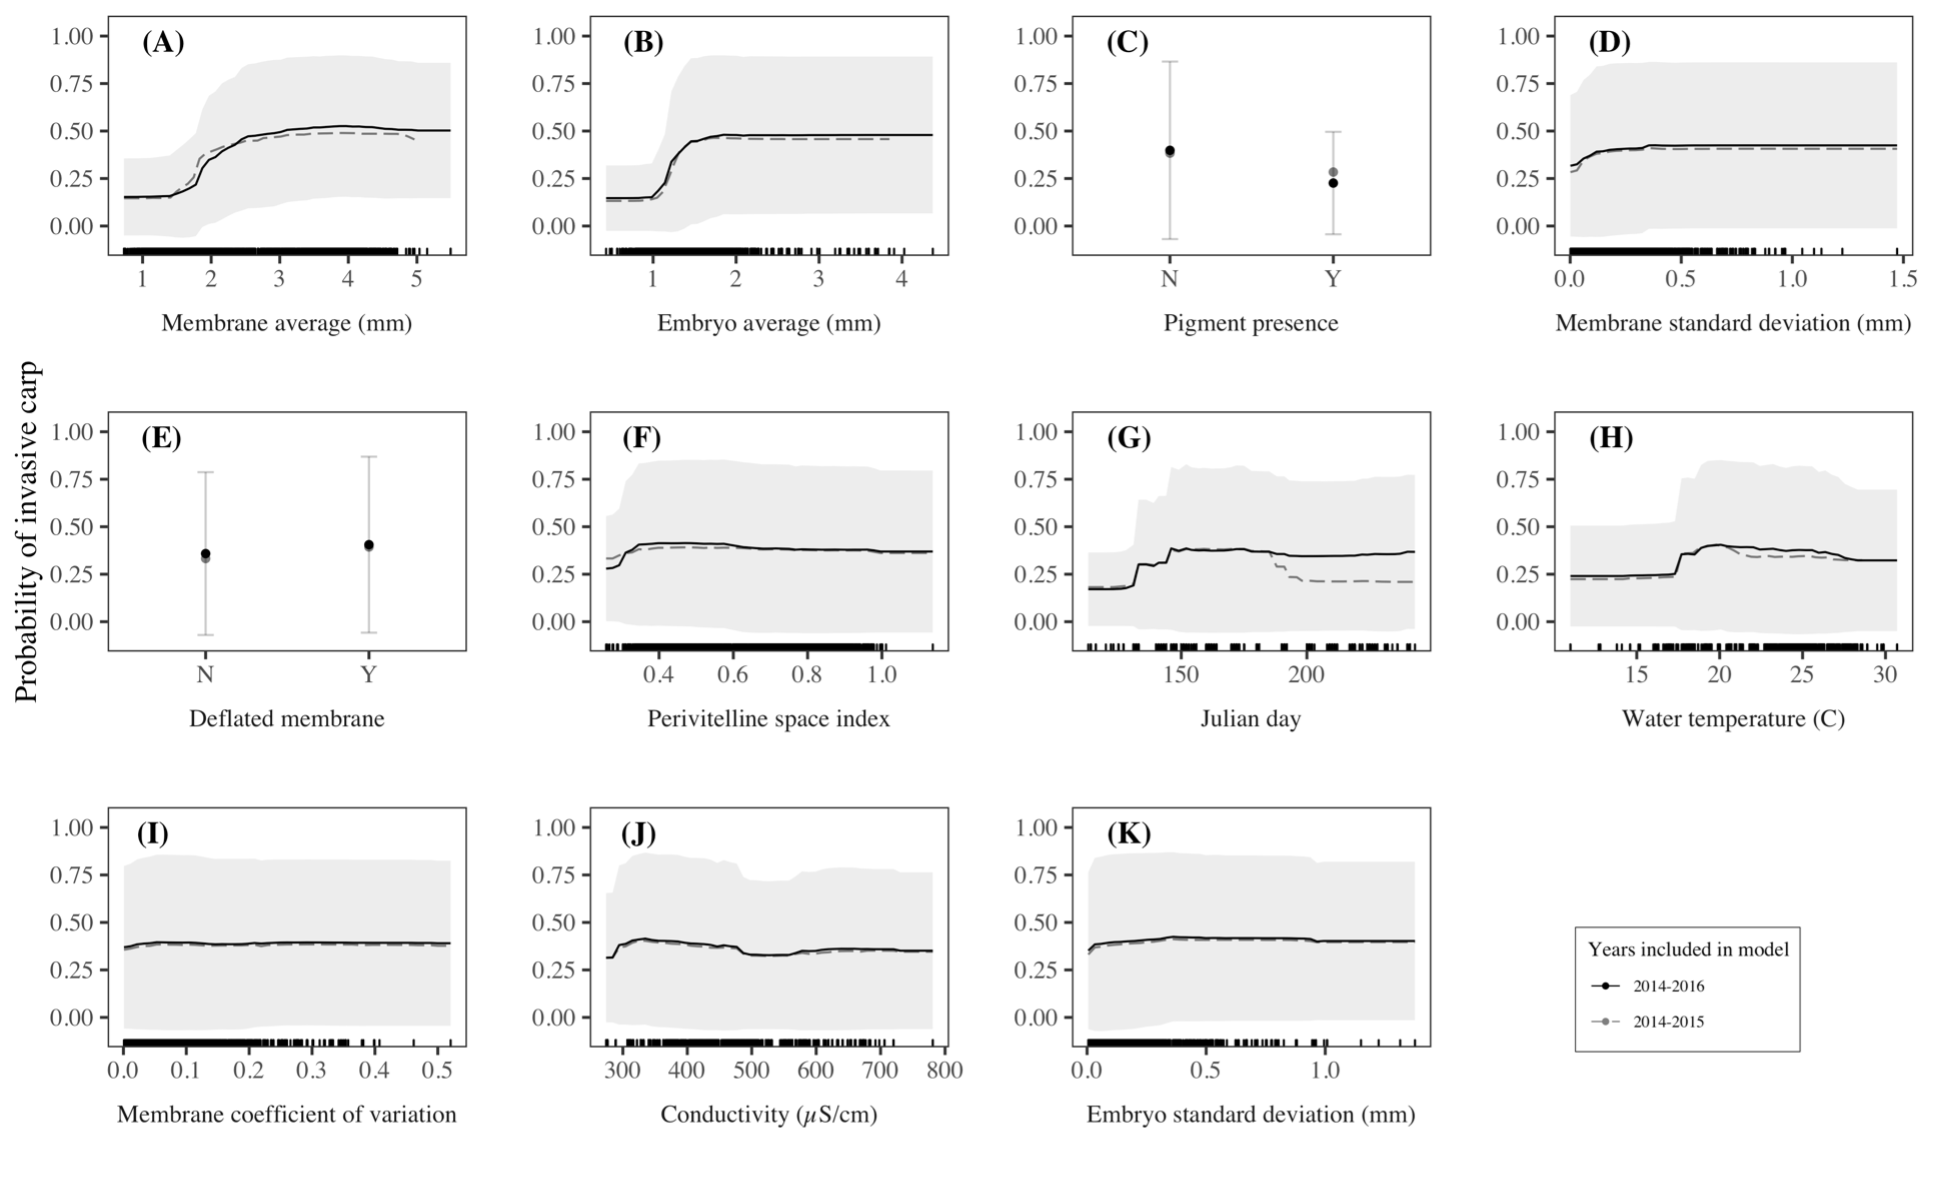 Probability of invasive carp
(A)
1.00
0.75
0.50
0.25
0.00
1 2 3 4 5
Membrane average (mm)
(B)
1.00
0.75
0.50
0.25
0.00
1 2 3 4
Embryo average (mm)
(C)
1.00
0.75
0.50
0.25
0.00
N Y
Pigment presence
(D)
1.00
0.75
0.50
0.25
0.00
0.0 0.5 1.0 1.5
Membrane standard deviation (mm)
(E)
1.00
0.75
0.50
0.25
0.00
N Y
Deflated membrane
(F)
1.00
0.75
0.50
0.25
0.00
0.4 0.6 0.8 1.0
Perivitelline space index
(G)
1.00
0.75
0.50
0.25
0.00
150 200
Julian day
(H)
1.00
0.75
0.50
0.25
0.00
15 20 25 30
Water temperature (C)
(I)
1.00
0.75
0.50
0.25
0.00
0.0 0.1 0.2 0.3 0.4 0.5
Membrane coefficient of variation
(J)
1.00
0.75
0.50
0.25
0.00
300 400 500 600 700 800
Conductivity (μS/cm)
(K)
1.00
0.75
0.50
0.25
0.00
0.0 0.5 1.0
Embryo standard deviation (mm)
Years included in model
2014-2016
2014-2015